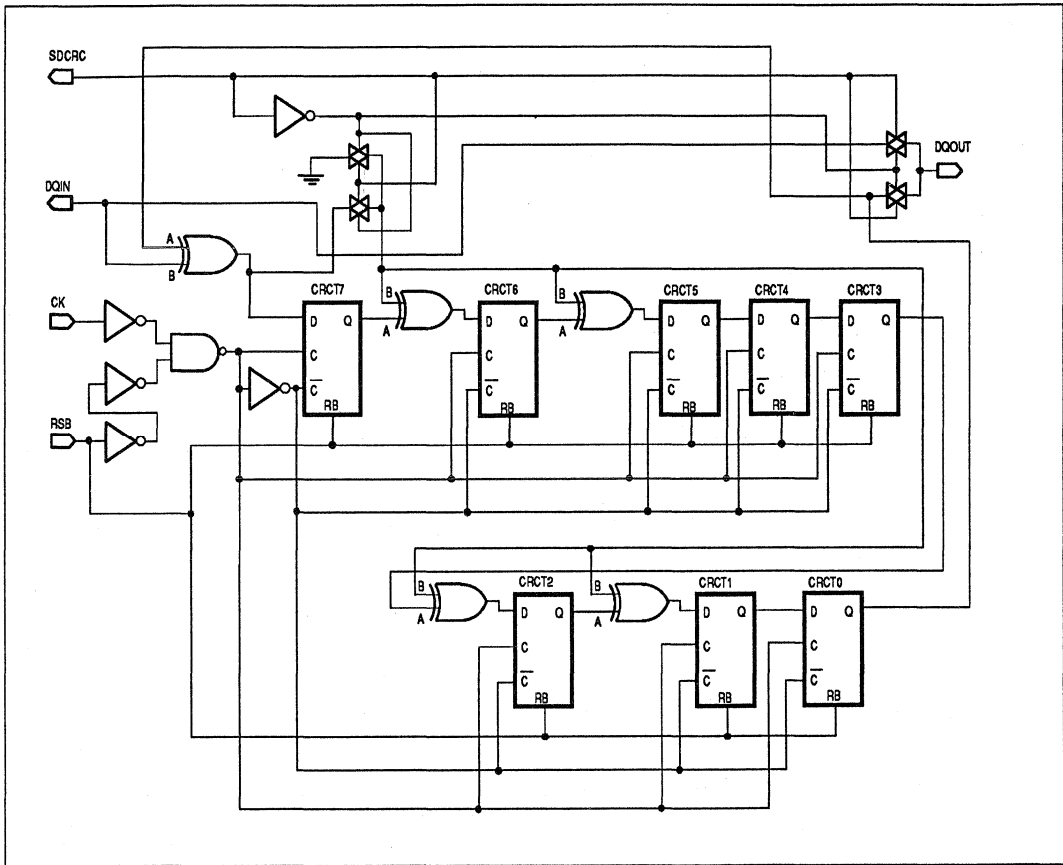 SDCRC
DQOUT
DQIN
A
B
CRCT7 CRCT6 CRCT5 CRCT4 CRCT3
CK
B B
D Q A D Q A D Q D Q D Q
C C C C C
C C C C C
RB RB RB RB RB
RSB
CRCT2 CRCT1 CRCT0
B B
A D Q A D Q D Q
C C C
C C C
RB RB RB